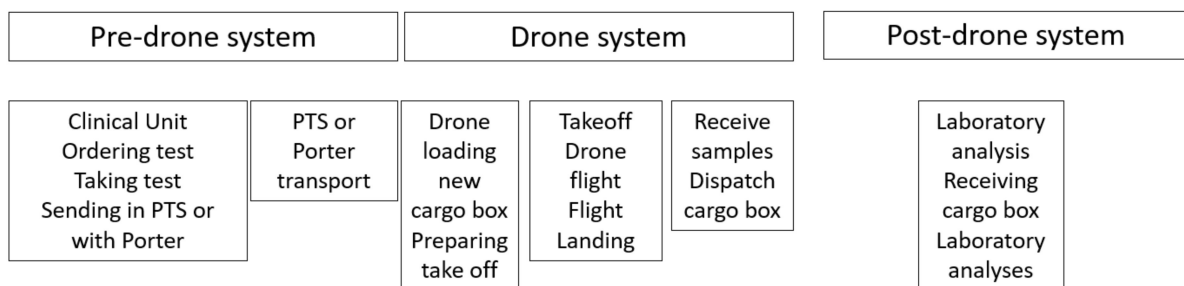 Pre-drone system
Drone system
Post-drone system
Clinical Unit
Ordering test
Taking test
Sending in PTS or
with Porter
PTS or
Porter
transport
Drone
loading
new
cargo box
Preparing
take off
Takeoff
Drone
flight
Flight
Landing
Receive
samples
Dispatch
cargo box
Laboratory
analysis
Receiving
cargo box
Laboratory
analyses